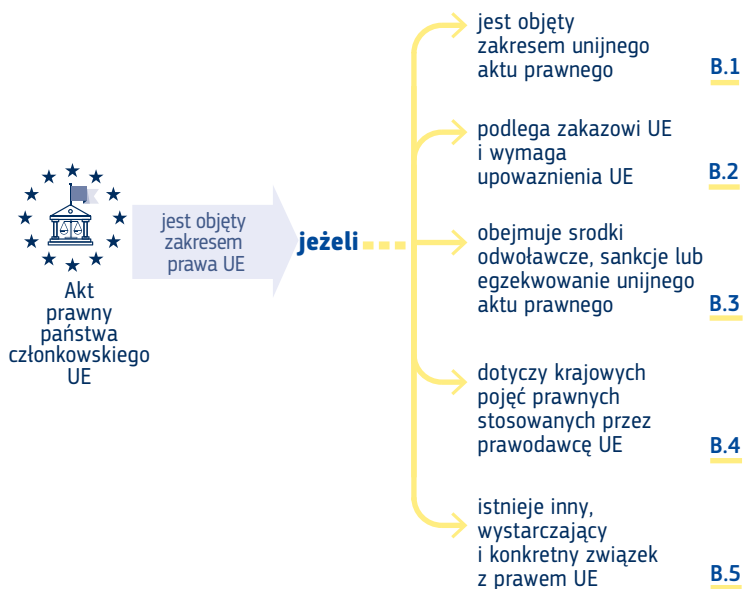 Akt
prawny
państwa
członkowskiego
UE
jest objęty
zakresem
prawa UE
jeżeli
jest objęty
zakresem unijnego
aktu prawnego
B.1
podlega zakazowi UE
i wymaga
upowaznienia UE
B.2
obejmuje srodki
odwoławcze, sankcje lub
egzekwowanie unijnego
aktu prawnego
B.3
dotyczy krajowych
pojęć prawnych
stosowanych przez
prawodawcę UE
B.4
istnieje inny,
wystarczający
i konkretny związek
z prawem UE
B.5